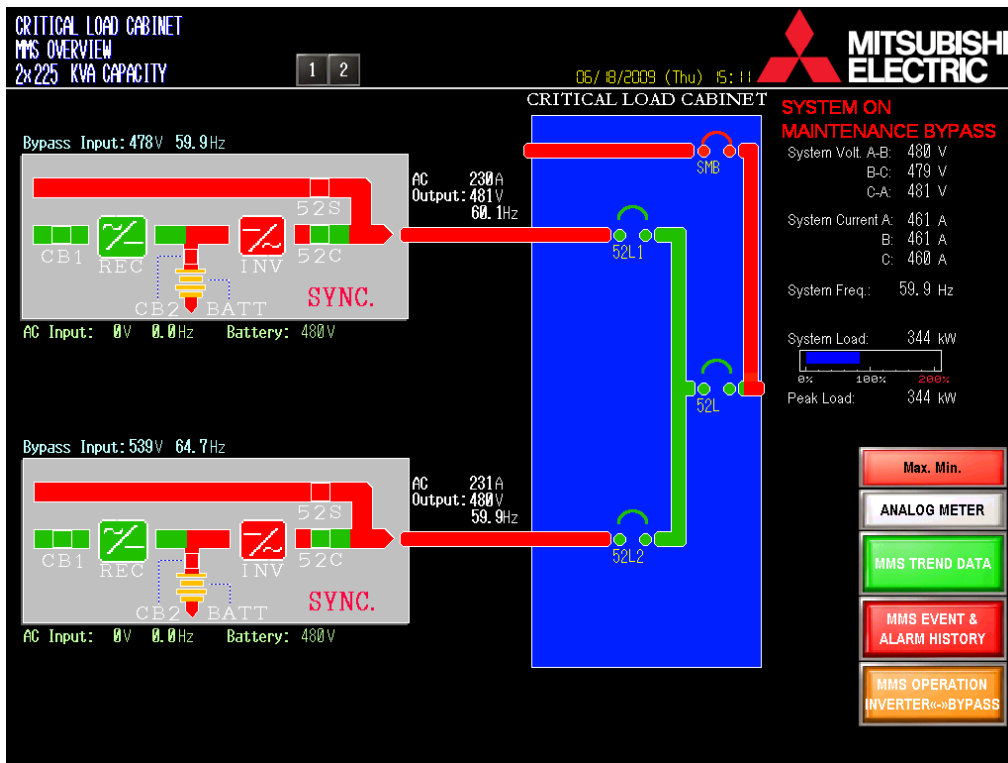 CRITICAL LOAD CABINET
MMS OVERVIEW
2x225 KVA CAPACITY
1 2
06/18/2009 (Thu) 15:11
MITSUBISHI
ELECTRIC
CRITICAL LOAD CABINET
SYSTEM ON
MAINTENANCE BYPASS
System Volt. A-B: 480 V
B-C: 479 V
C-A: 481 V
System Current A: 461 A
B: 461 A
C: 460 A
System Freq.: 59.9 Hz
System Load: 344 kW
0% 100% 200%
Peak Load: 344 kW
Bypass Input: 478V 59.9Hz
52S
CB1 REC INV 52C
CB2 BATT
SYNC.
AC Input: 0V 0.0Hz Battery: 480V
AC 230A
Output: 481V
60.1Hz
SMB
52L1
52L
52L2
Bypass Input: 539V 64.7Hz
52S
CB1 REC INV 52C
CB2 BATT
SYNC.
AC Input: 0V 0.0Hz Battery: 480V
AC 231A
Output: 480V
59.9Hz
Max. Min.
ANALOG METER
MMS TREND DATA
MMS EVENT &
ALARM HISTORY
MMS OPERATION
INVERTER«-»BYPASS